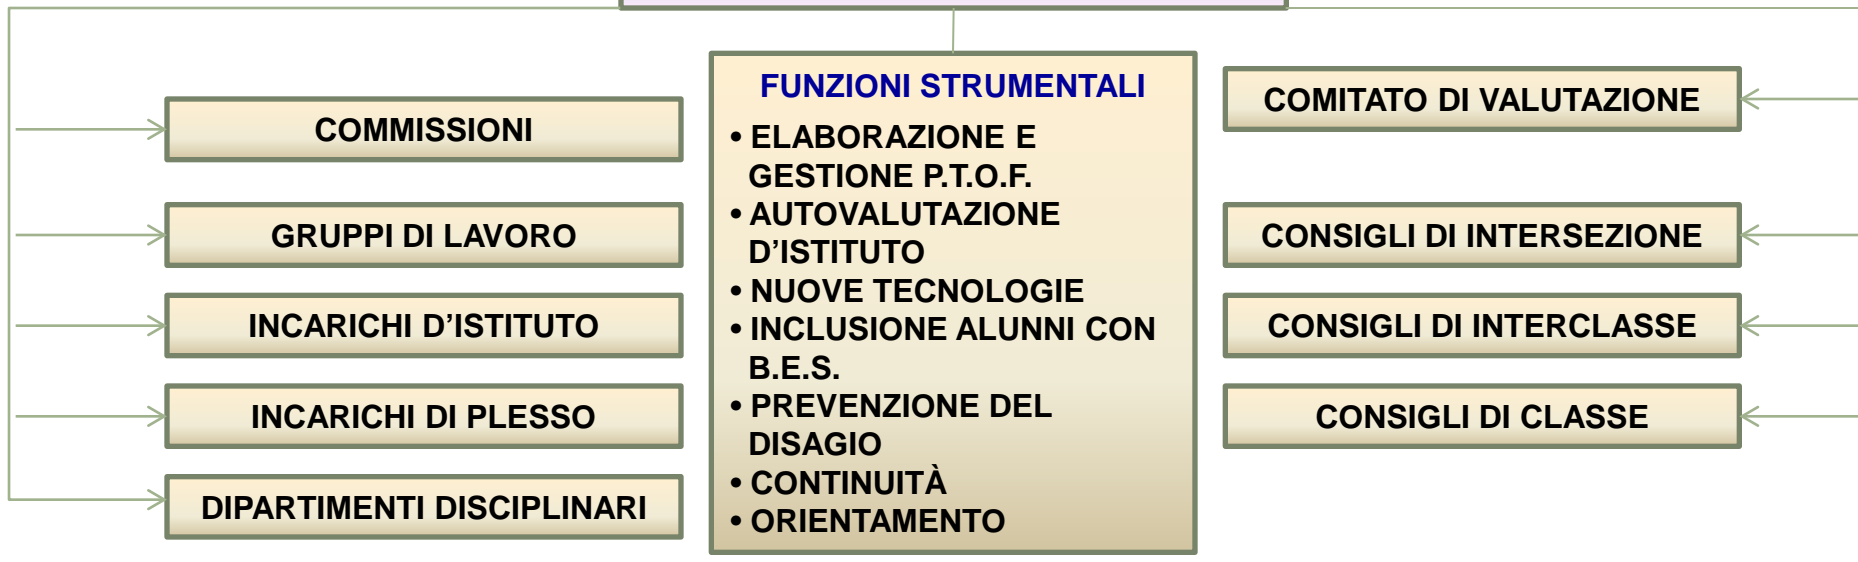 COMMISSIONI
GRUPPI DI LAVORO
INCARICHI D'ISTITUTO
INCARICHI DI PLESSO
DIPARTIMENTI DISCIPLINARI
FUNZIONI STRUMENTALI
• ELABORAZIONE E
GESTIONE P.T.O.F.
• AUTOVALUTAZIONE
D'ISTITUTO
• NUOVE TECNOLOGIE
• INCLUSIONE ALUNNI CON
B.E.S.
• PREVENZIONE DEL
DISAGIO
• CONTINUITÀ
• ORIENTAMENTO
COMITATO DI VALUTAZIONE
CONSIGLI DI INTERSEZIONE
CONSIGLI DI INTERCLASSE
CONSIGLI DI CLASSE